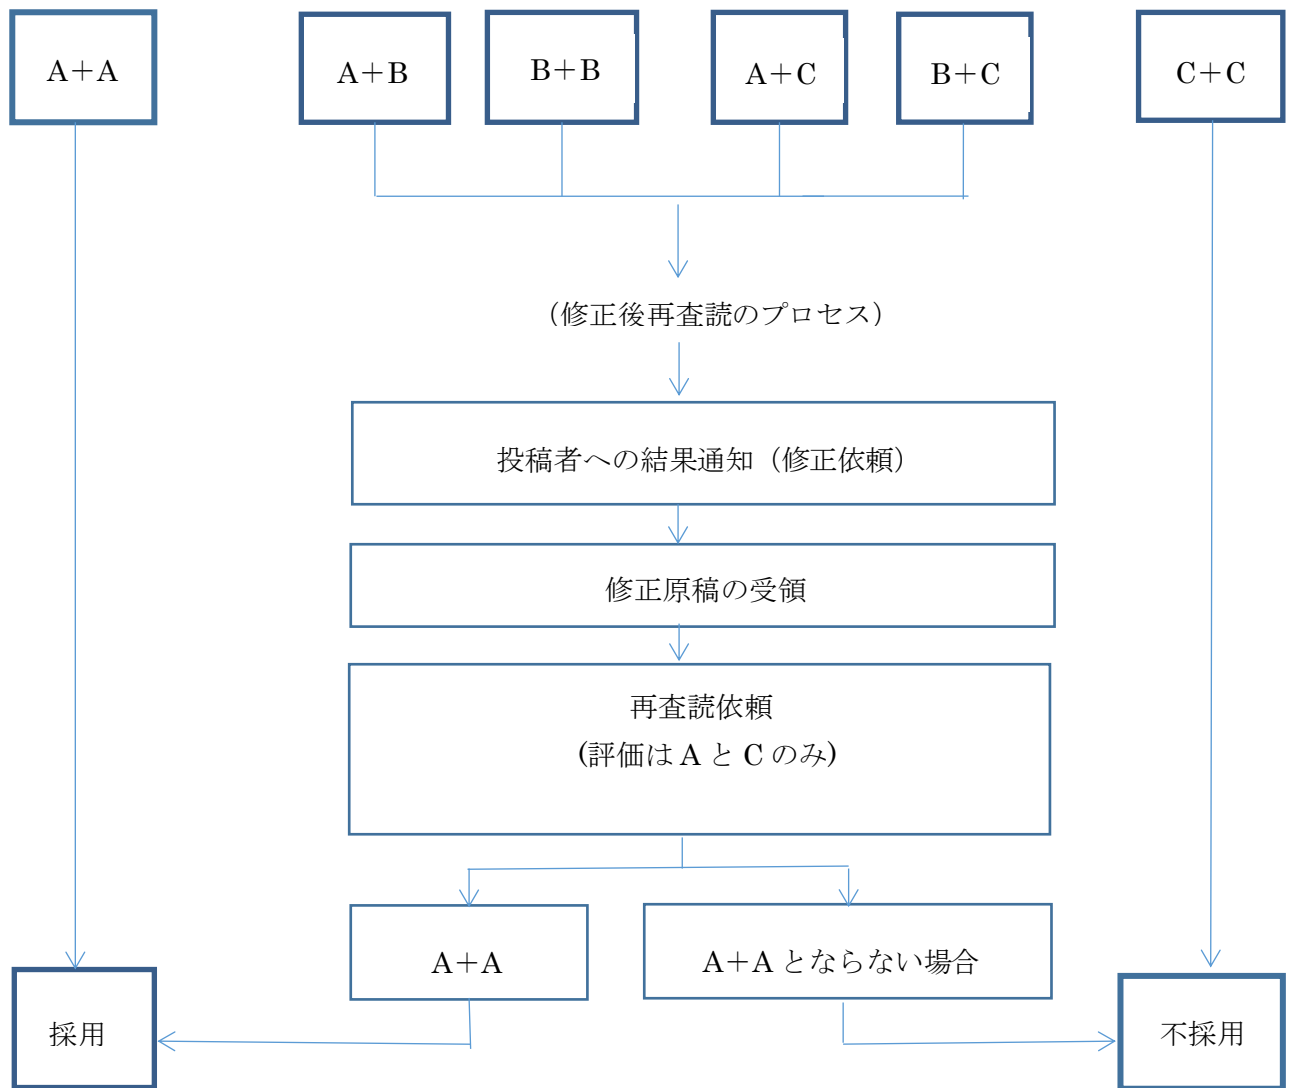 A＋A
A＋B
B＋B
A＋C
B＋C
C＋C
（修正後再査読のプロセス）
投稿者への結果通知（修正依頼）
修正原稿の受領
再査読依頼
(評価は A と C のみ)
A＋A
A＋A とならない場合
採用
不採用